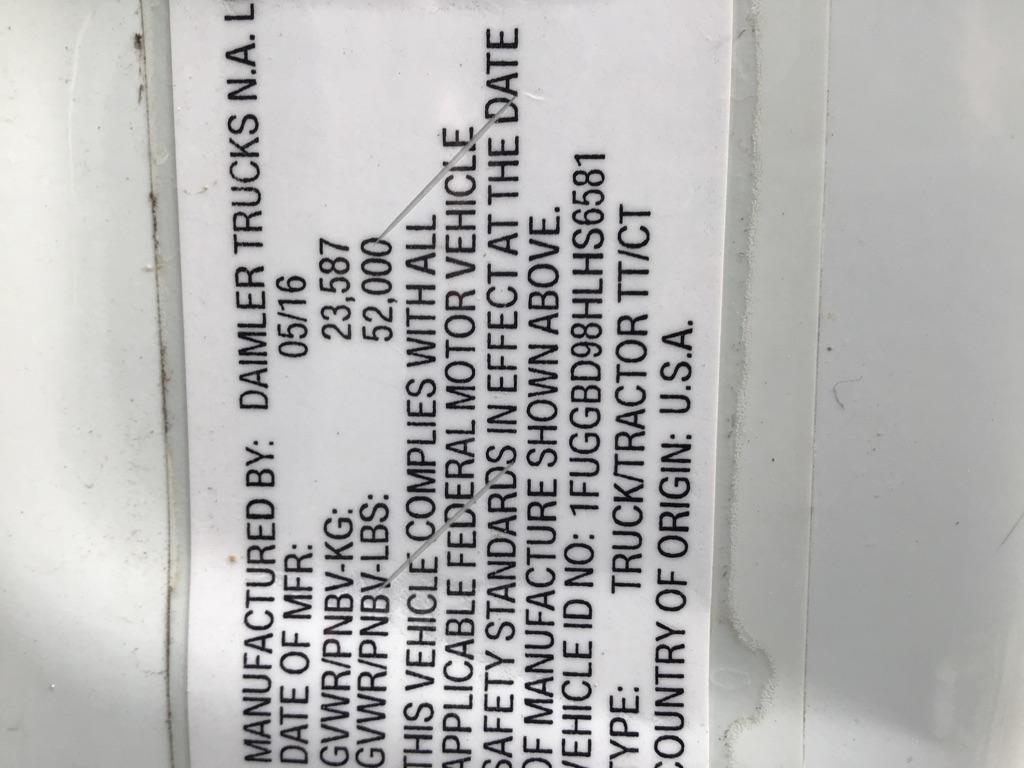 MANUFACTURED BY: DAIMLER TRUCKS N.A. L
DATE OF MFR: 05/16
GVWR/PNBV-KG: 23,587
GVWR/PNBV-LBS: 52,000
THIS VEHICLE COMPLIES WITH ALL
APPLICABLE FEDERAL MOTOR VEHICLE
SAFETY STANDARDS IN EFFECT AT THE DATE
OF MANUFACTURE SHOWN ABOVE.
VEHICLE ID NO: 1FUGGBD98HLHS6581
TYPE: TRUCK/TRACTOR TT/CT
COUNTRY OF ORIGIN: U.S.A.